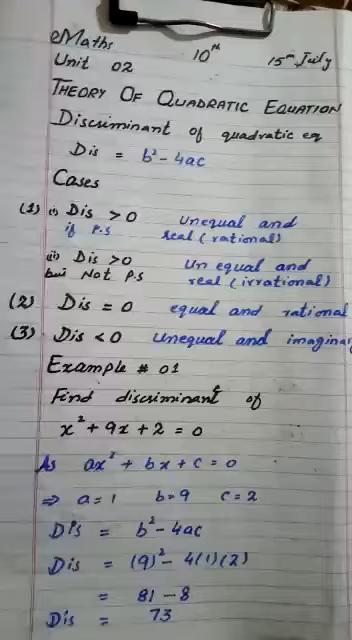 eMaths 10th 15th July
Unit 02
THEORY OF QUADRATIC EQUATION
Discriminant of quadratic eq
Dis = b² - 4ac
Cases
(1) (i) Dis > 0 Unequal and
if P.S real (rational)
(ii) Dis > 0 Un equal and
but Not P.S real (irrational)
(2) Dis = 0 equal and rational
(3) Dis < 0 unequal and imaginar
Example # 01
Find discriminant of
x² + 9x + 2 = 0
As ax² + bx + c = 0
⇒ a = 1 b = 9 c = 2
Dis = b² - 4ac
Dis = (9)² - 4(1)(2)
= 81 - 8
Dis = 73